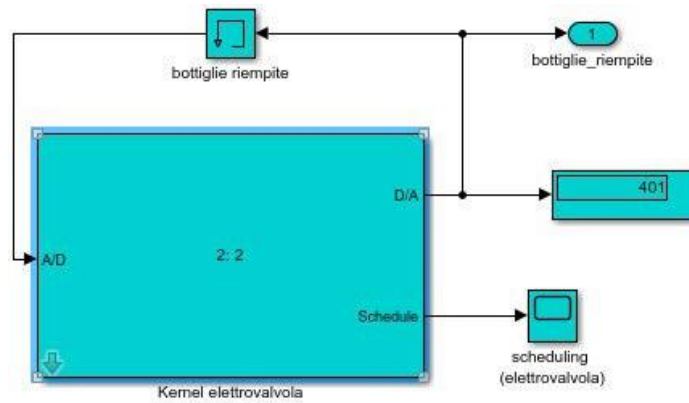 1
bottiglie riempite
bottiglie_riempite
D/A
401
A/D
2: 2
Schedule
scheduling
(elettrovalvola)
Kernel elettrovalvola